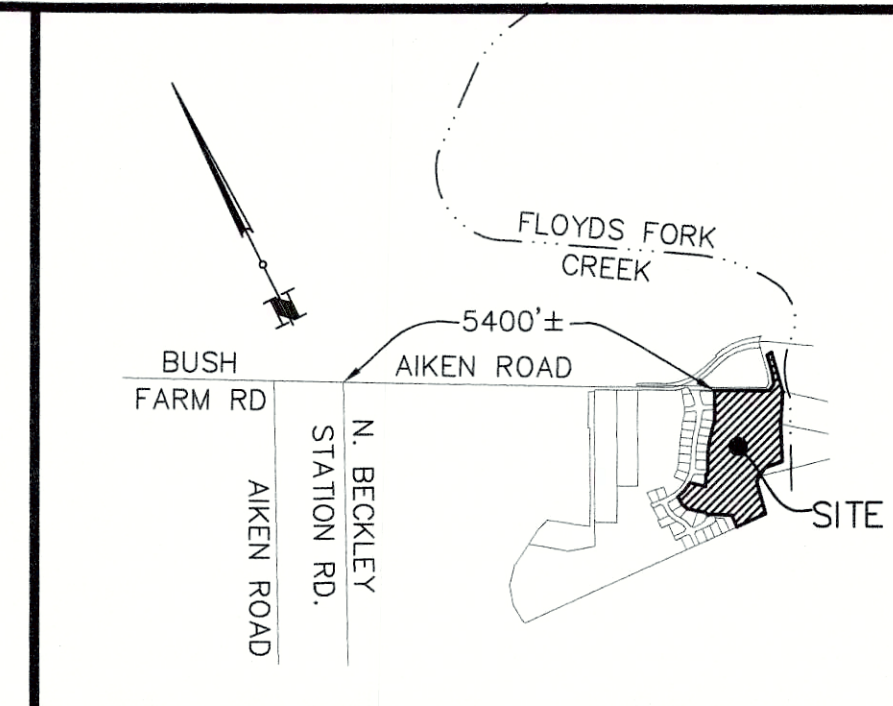 FLOYDS FORK
CREEK
5400'±
BUSH
AIKEN ROAD
FARM RD
N. BECKLEY
STATION RD.
AIKEN ROAD
SITE
N